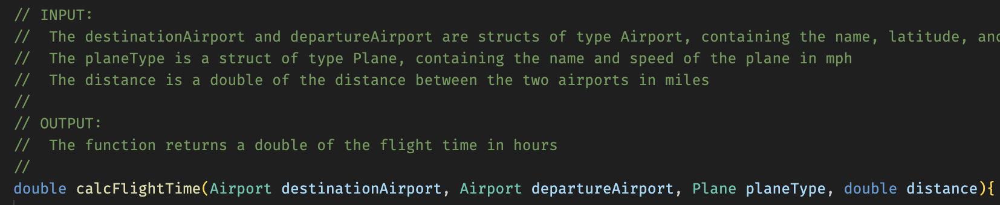 // INPUT:
//  The destinationAirport and departureAirport are structs of type Airport, containing the name, latitude,
//  The planeType is a struct of type Plane, containing the name and speed of the plane in mph
//  The distance is a double of the distance between the two airports in miles
//
// OUTPUT:
//  The function returns a double of the flight time in hours
//
double calcFlightTime(Airport destinationAirport, Airport departureAirport, Plane planeType, double distance){